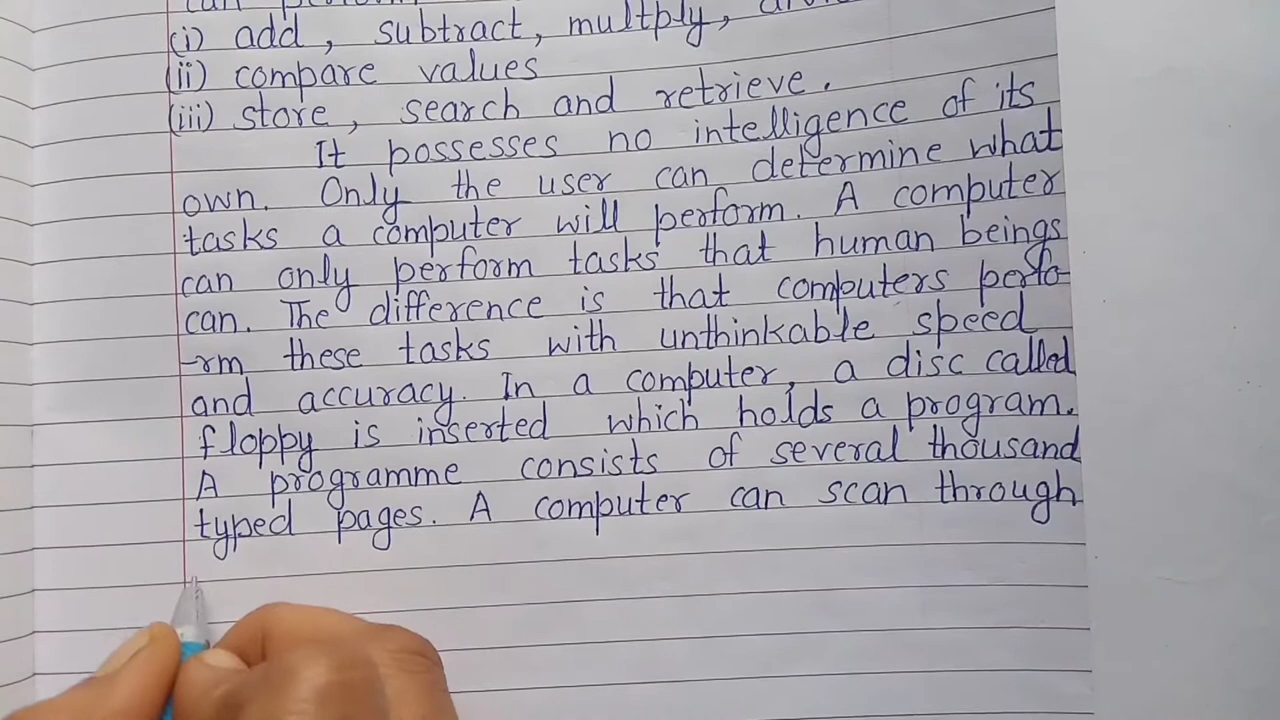 can perform
(i) add, subtract, multply,
(ii) compare values
(iii) store, search and retrieve.
It possesses no intelligence of its
own. Only the user can determine what
tasks a computer will perform. A computer
can only perform tasks that human beings
can. The difference is that computers perfo-
-rm these tasks with unthinkable speed
and accuracy. In a computer, a disc called
floppy is inserted which holds a program.
A programme consists of several thousand
typed pages. A computer can scan through